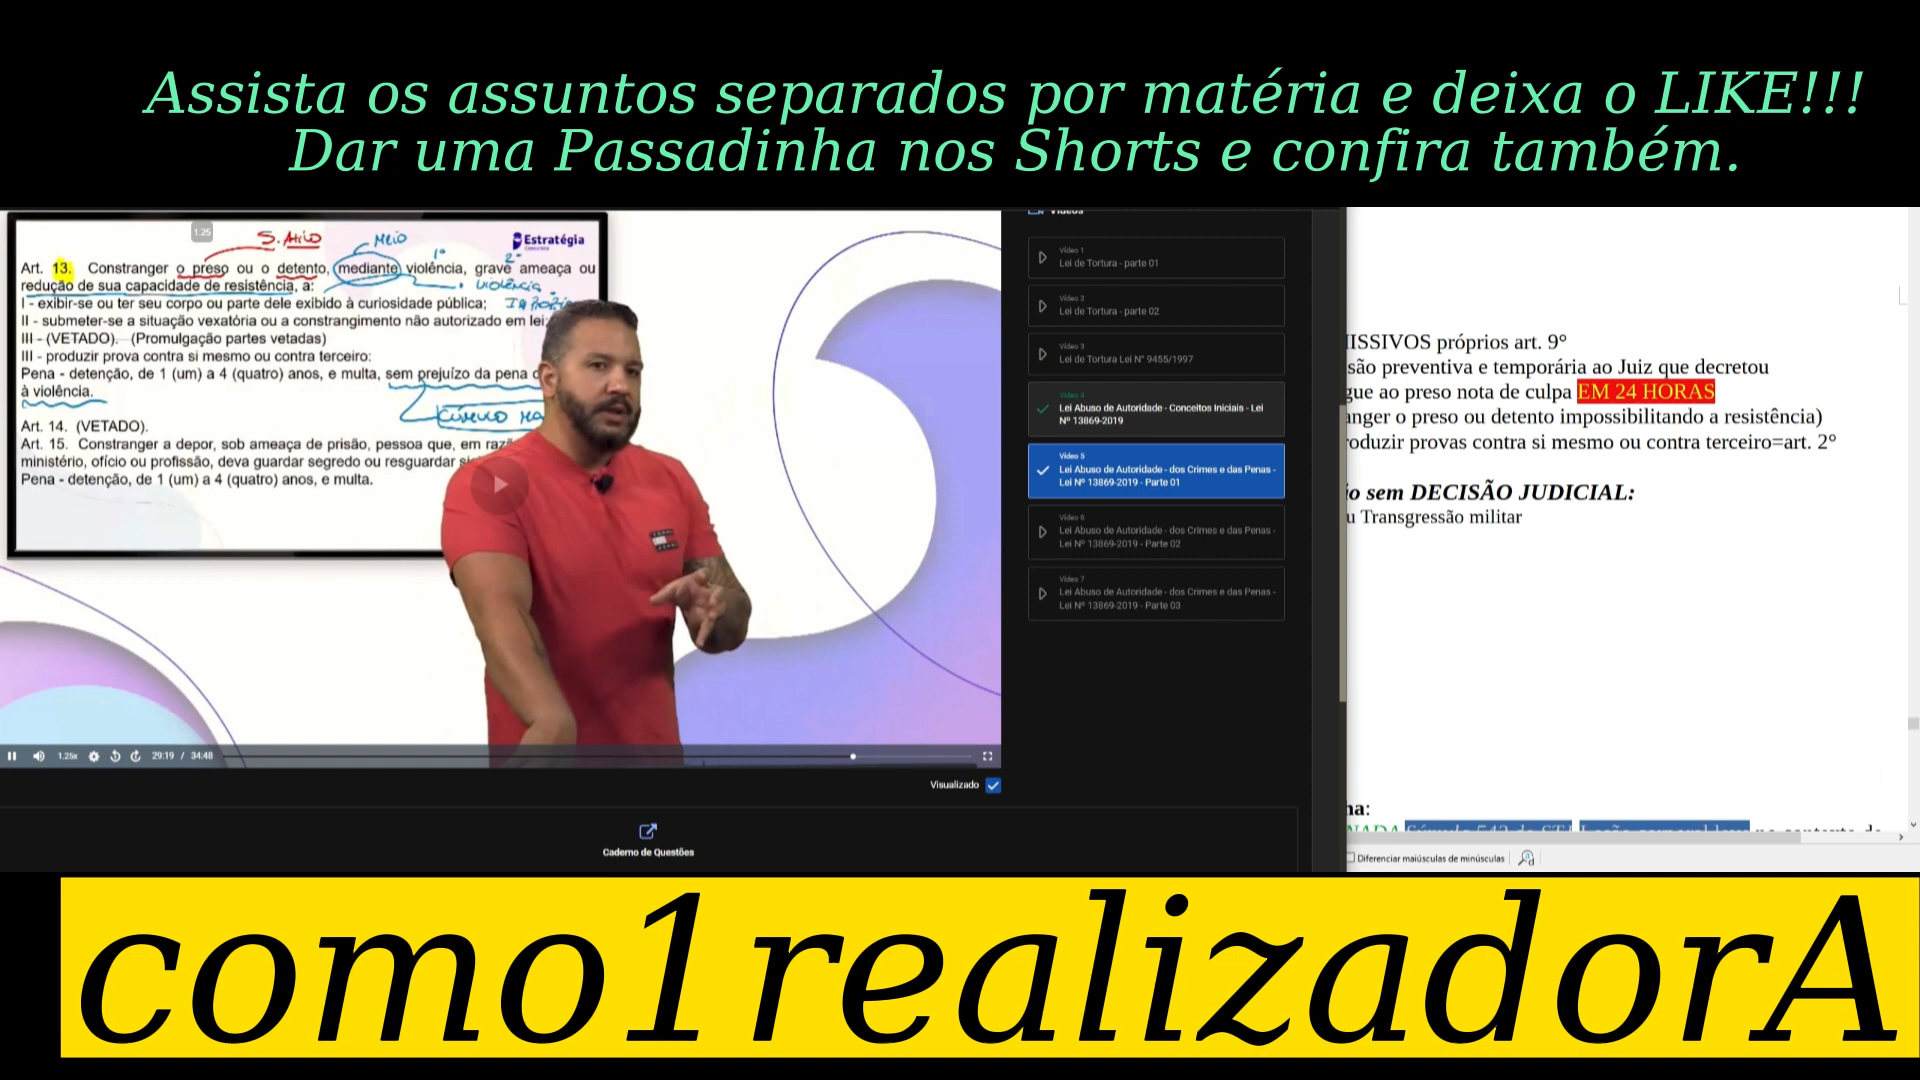 Assista os assuntos separados por matéria e deixa o LIKE!!!
Dar uma Passadinha nos Shorts e confira também.
1.25
S. Ativo
Meio
Estratégia
1º
2º
Art. 13. Constranger o preso ou o detento, mediante violência, grave ameaça ou
redução de sua capacidade de resistência, a:
violência
I - exibir-se ou ter seu corpo ou parte dele exibido à curiosidade pública;
II - submeter-se a situação vexatória ou a constrangimento não autorizado em lei;
III - (VETADO). (Promulgação partes vetadas)
III - produzir prova contra si mesmo ou contra terceiro:
Pena - detenção, de 1 (um) a 4 (quatro) anos, e multa, sem prejuízo da pena
à violência.
Art. 14. (VETADO).
Art. 15. Constranger a depor, sob ameaça de prisão, pessoa que, em
ministério, ofício ou profissão, deva guardar segredo ou resguardar
Pena - detenção, de 1 (um) a 4 (quatro) anos, e multa.
1.25x
29:19 / 34:48
Visualizado
Caderno de Questões
Vídeos
Vídeo 1
Lei de Tortura - parte 01
Vídeo 2
Lei de Tortura - parte 02
Vídeo 3
Lei de Tortura Lei N° 9455/1997
Vídeo 4
Lei Abuso de Autoridade - Conceitos Iniciais - Lei
Nº 13869-2019
Vídeo 5
Lei Abuso de Autoridade - dos Crimes e das Penas -
Lei Nº 13869-2019 - Parte 01
Vídeo 6
Lei Abuso de Autoridade - dos Crimes e das Penas -
Lei Nº 13869-2019 - Parte 02
Vídeo 7
Lei Abuso de Autoridade - dos Crimes e das Penas -
Lei Nº 13869-2019 - Parte 03
ISSIVOS próprios art. 9°
são preventiva e temporária ao Juiz que decretou
gue ao preso nota de culpa EM 24 HORAS
anger o preso ou detento impossibilitando a resistência)
roduzir provas contra si mesmo ou contra terceiro=art. 2°
o sem DECISÃO JUDICIAL:
u Transgressão militar
na:
Diferenciar maiúsculas de minúsculas
como1realizadorA